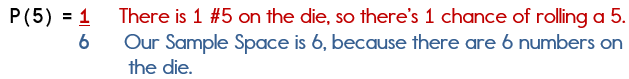 P(5) = 1 There is 1 #5 on the die, so there's 1 chance of rolling a 5.
6 Our Sample Space is 6, because there are 6 numbers on
the die.